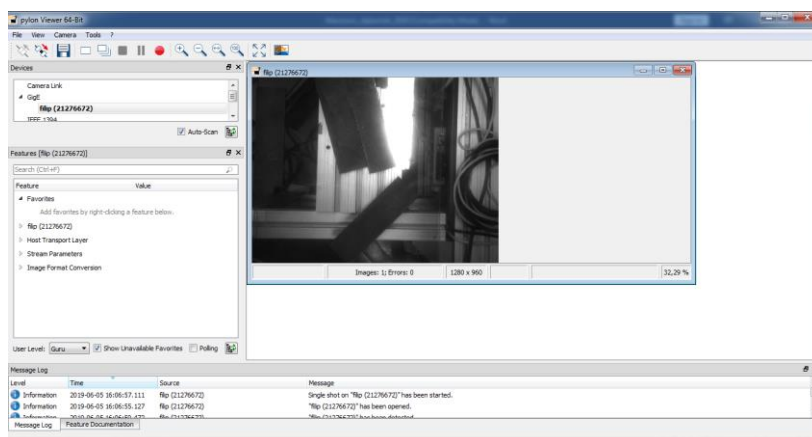 pylon Viewer 64-Bit
File View Camera Tools ?
Devices
Camera Link
GigE
filip (21276672)
IEEE 1394
Auto-Scan
Features [filip (21276672)]
Search (Ctrl+F)
Feature Value
Favorites
Add favorites by right-clicking a feature below.
filip (21276672)
Host Transport Layer
Stream Parameters
Image Format Conversion
User Level: Guru Show Unavailable Favorites Polling
filip (21276672)
Images: 1; Errors: 0 1280 x 960 32,29 %
Message Log
Level Time Source Message
Information 2019-06-05 16:06:57.111 filip (21276672) Single shot on "filip (21276672)" has been started.
Information 2019-06-05 16:06:55.127 filip (21276672) "filip (21276672)" has been opened.
Information filip (21276672) "filip (21276672)" has been detected.
Message Log Feature Documentation